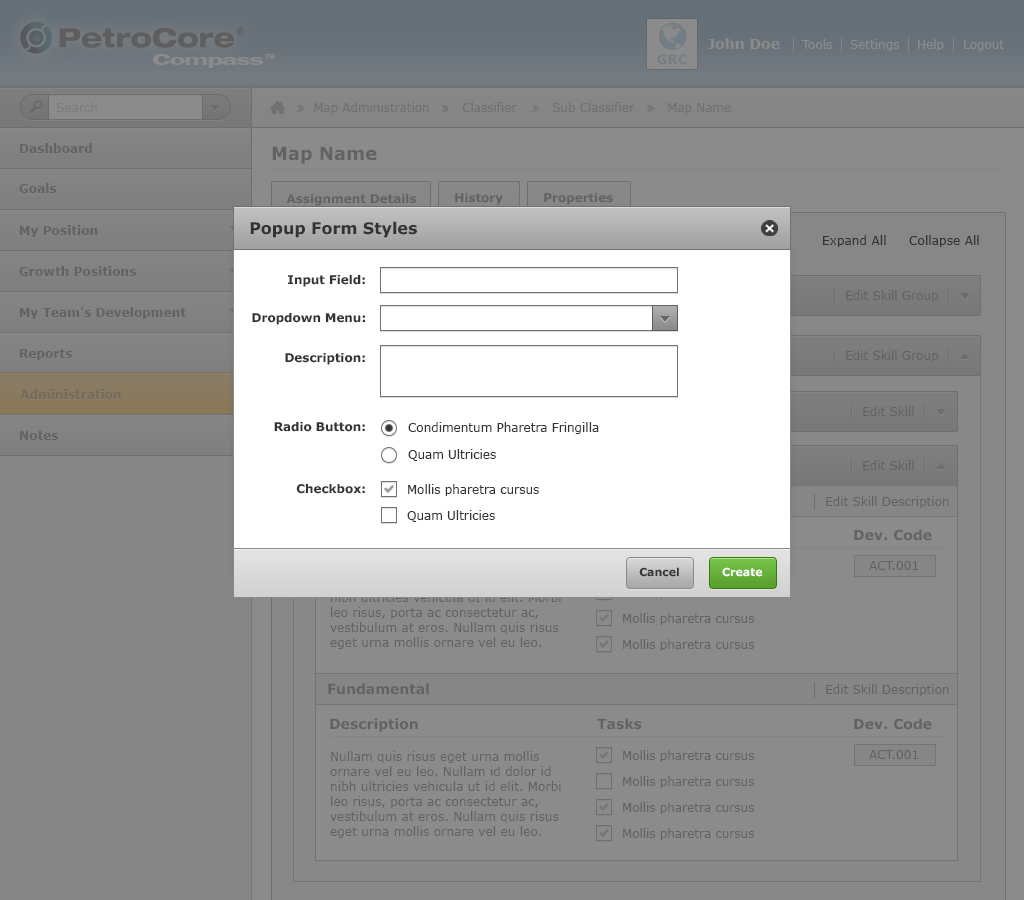 PetroCore®
Compass™
GRC
John Doe
Tools
Settings
Help
Logout
Search
» Map Administration » Classifier » Sub Classifier » Map Name
Dashboard
Goals
My Position
Growth Positions
My Team's Development
Reports
Administration
Notes
Map Name
Assignment Details
History
Properties
Expand All
Collapse All
Edit Skill Group
Edit Skill Group
Edit Skill
Edit Skill
Edit Skill Description
Dev. Code
ACT.001
Popup Form Styles
Input Field:
Dropdown Menu:
Description:
Radio Button:
Condimentum Pharetra Fringilla
Quam Ultricies
Checkbox:
Mollis pharetra cursus
Quam Ultricies
Cancel
Create
nibh ultricies vehicula ut id elit. Morbi
leo risus, porta ac consectetur ac,
vestibulum at eros. Nullam quis risus
eget urna mollis ornare vel eu leo.
Mollis pharetra cursus
Mollis pharetra cursus
Fundamental
Edit Skill Description
Description
Tasks
Dev. Code
Nullam quis risus eget urna mollis
ornare vel eu leo. Nullam id dolor id
nibh ultricies vehicula ut id elit. Morbi
leo risus, porta ac consectetur ac,
vestibulum at eros. Nullam quis risus
eget urna mollis ornare vel eu leo.
Mollis pharetra cursus
Mollis pharetra cursus
Mollis pharetra cursus
Mollis pharetra cursus
ACT.001